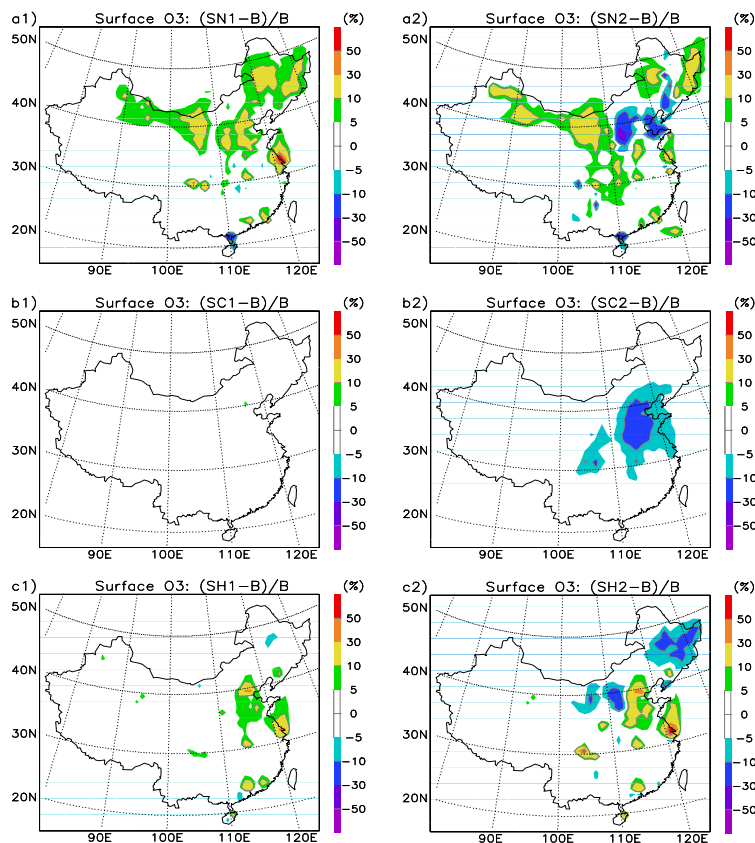 a1) Surface O3: (SN1-B)/B (%)
50N
40N
30N
20N
90E 100E 110E 120E
50
30
10
5
0
-5
-10
-30
-50
a2) Surface O3: (SN2-B)/B (%)
50N
40N
30N
20N
90E 100E 110E 120E
50
30
10
5
0
-5
-10
-30
-50
b1) Surface O3: (SC1-B)/B (%)
50N
40N
30N
20N
90E 100E 110E 120E
50
30
10
5
0
-5
-10
-30
-50
b2) Surface O3: (SC2-B)/B (%)
50N
40N
30N
20N
90E 100E 110E 120E
50
30
10
5
0
-5
-10
-30
-50
c1) Surface O3: (SH1-B)/B (%)
50N
40N
30N
20N
90E 100E 110E 120E
50
30
10
5
0
-5
-10
-30
-50
c2) Surface O3: (SH2-B)/B (%)
50N
40N
30N
20N
90E 100E 110E 120E
50
30
10
5
0
-5
-10
-30
-50